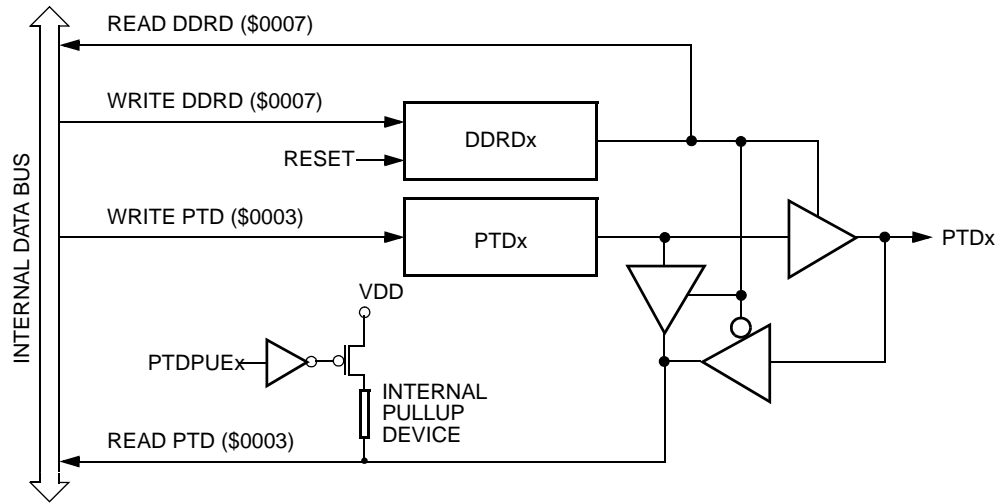 READ DDRD ($0007)
WRITE DDRD ($0007)
DDRDx
RESET
INTERNAL DATA BUS
WRITE PTD ($0003)
PTDx
PTDx
VDD
PTDPUEx
INTERNAL
PULLUP
DEVICE
READ PTD ($0003)